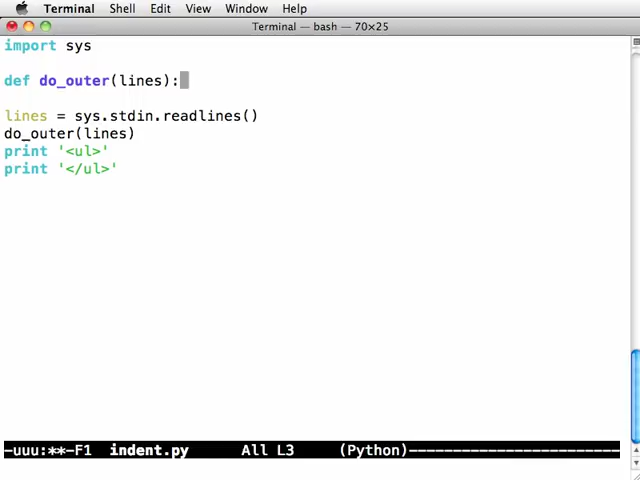 Terminal Shell Edit View Window Help
Terminal — bash — 70×25
import sys
def do_outer(lines):
lines = sys.stdin.readlines()
do_outer(lines)
print '<ul>'
print '</ul>'
-uuu:**-F1 indent.py All L3 (Python)------------------------